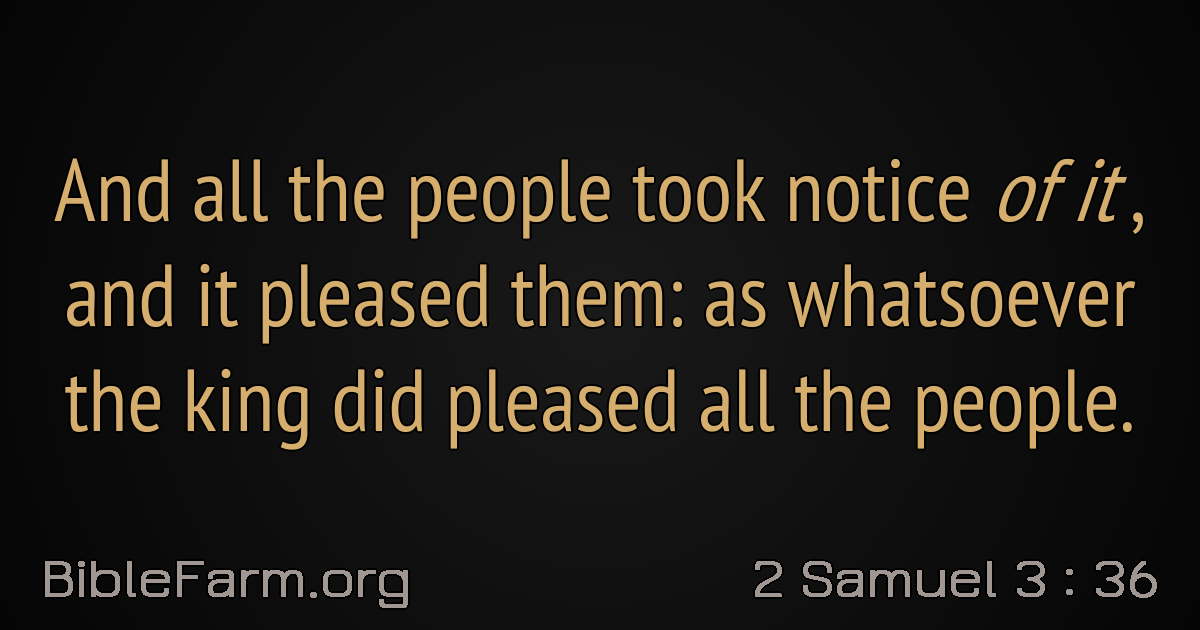 And all the people took notice of it,
and it pleased them: as whatsoever
the king did pleased all the people.
BibleFarm.org
2 Samuel 3 : 36